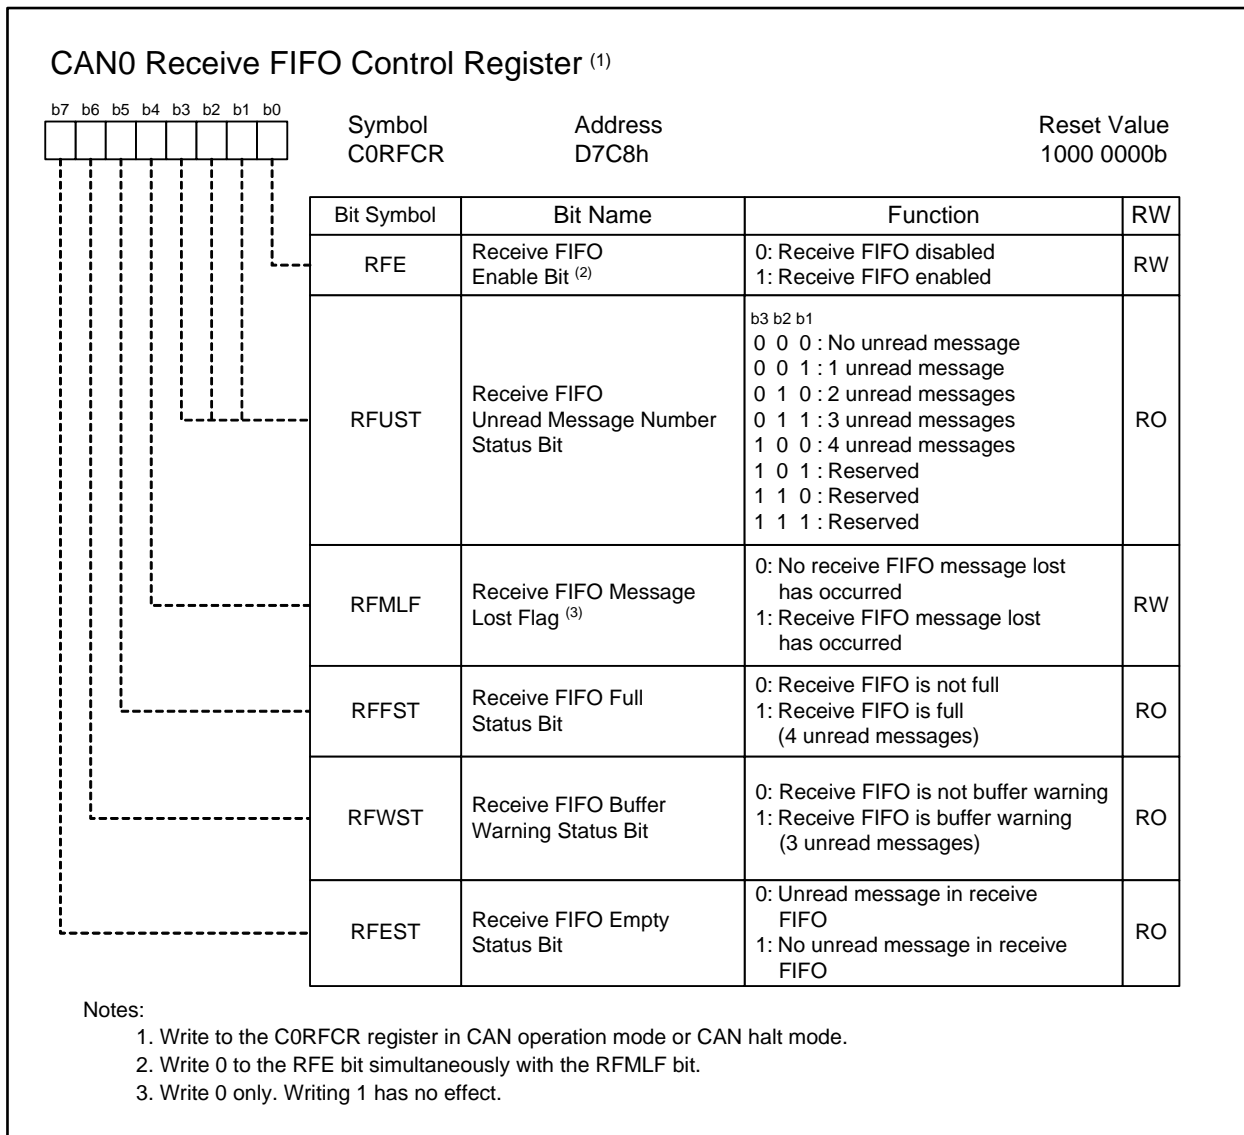 CAN0 Receive FIFO Control Register (1)
b7 b6 b5 b4 b3 b2 b1 b0
Symbol Address Reset Value
C0RFCR D7C8h 1000 0000b
Bit Symbol Bit Name Function RW
RFE
Receive FIFO
Enable Bit (2)
0: Receive FIFO disabled
1: Receive FIFO enabled
RW
RFUST
Receive FIFO
Unread Message Number
Status Bit
b3 b2 b1
0 0 0 : No unread message
0 0 1 : 1 unread message
0 1 0 : 2 unread messages
0 1 1 : 3 unread messages
1 0 0 : 4 unread messages
1 0 1 : Reserved
1 1 0 : Reserved
1 1 1 : Reserved
RO
RFMLF
Receive FIFO Message
Lost Flag (3)
0: No receive FIFO message lost
has occurred
1: Receive FIFO message lost
has occurred
RW
RFFST
Receive FIFO Full
Status Bit
0: Receive FIFO is not full
1: Receive FIFO is full
(4 unread messages)
RO
RFWST
Receive FIFO Buffer
Warning Status Bit
0: Receive FIFO is not buffer warning
1: Receive FIFO is buffer warning
(3 unread messages)
RO
RFEST
Receive FIFO Empty
Status Bit
0: Unread message in receive
FIFO
1: No unread message in receive
FIFO
RO
Notes:
1. Write to the C0RFCR register in CAN operation mode or CAN halt mode.
2. Write 0 to the RFE bit simultaneously with the RFMLF bit.
3. Write 0 only. Writing 1 has no effect.